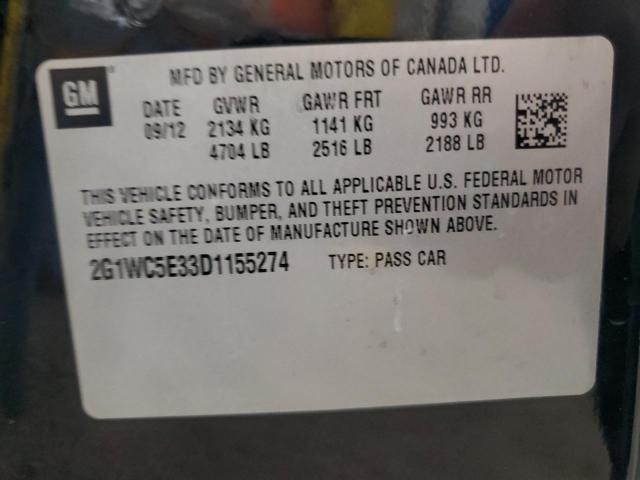 GM
MFD BY GENERAL MOTORS OF CANADA LTD.
DATE GVWR GAWR FRT GAWR RR
09/12 2134 KG 1141 KG 993 KG
4704 LB 2516 LB 2188 LB
THIS VEHICLE CONFORMS TO ALL APPLICABLE U.S. FEDERAL MOTOR
VEHICLE SAFETY, BUMPER, AND THEFT PREVENTION STANDARDS IN
EFFECT ON THE DATE OF MANUFACTURE SHOWN ABOVE.
2G1WC5E33D1155274 TYPE: PASS CAR